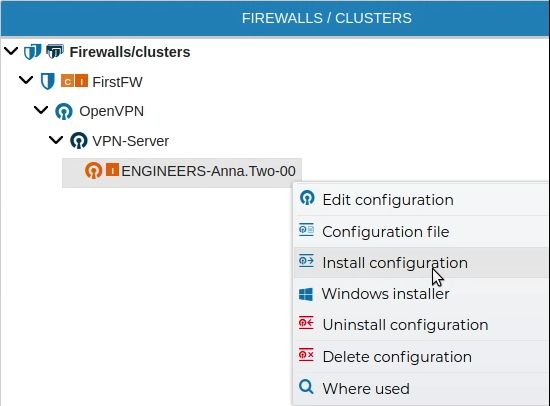 FIREWALLS / CLUSTERS
Firewalls/clusters
C I FirstFW
OpenVPN
VPN-Server
I ENGINEERS-Anna.Two-00
Edit configuration
Configuration file
Install configuration
Windows installer
Uninstall configuration
Delete configuration
Where used